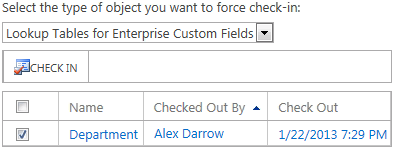 Select the type of object you want to force check-in:
Lookup Tables for Enterprise Custom Fields
CHECK IN
Name Checked Out By Check Out
Department Alex Darrow 1/22/2013 7:29 PM